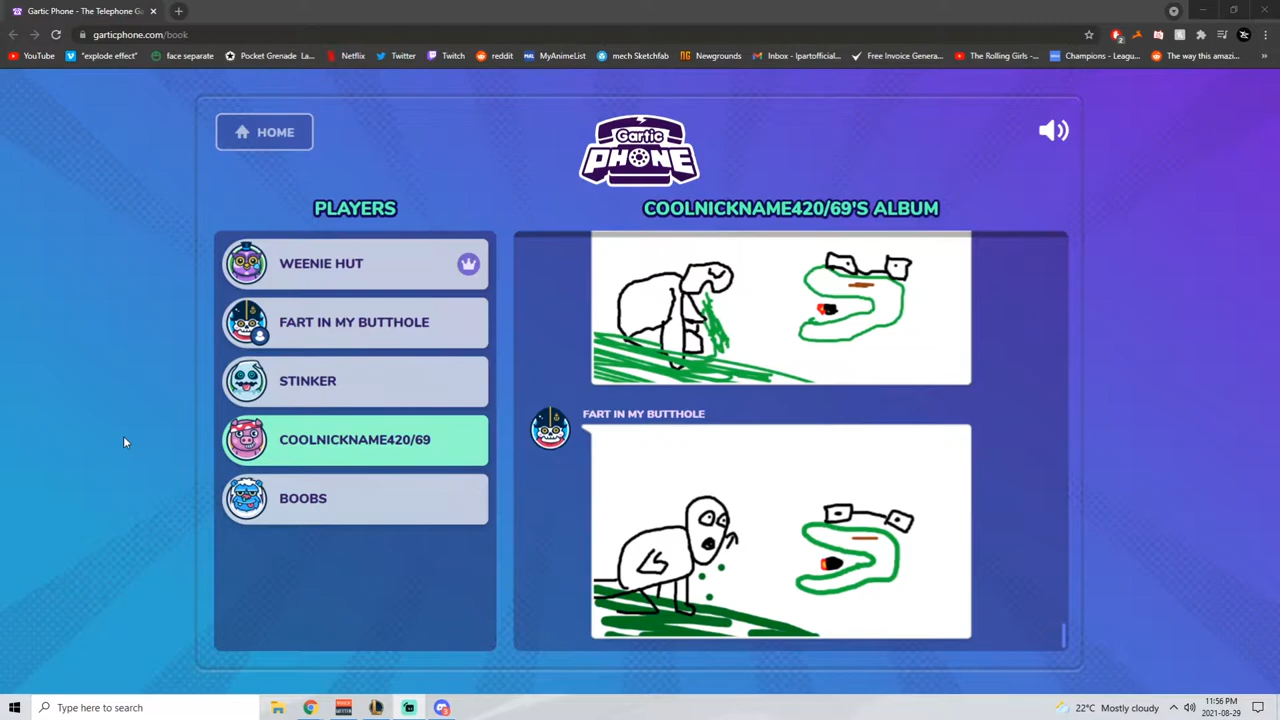 Gartic Phone - The Telephone Ga
garticphone.com/book
YouTube
"explode effect"
face separate
Pocket Grenade La...
Netflix
Twitter
Twitch
reddit
MyAnimeList
mech Sketchfab
Newgrounds
Inbox - lpartofficial...
Free Invoice Genera...
The Rolling Girls -...
Champions - Leagu...
The way this amazi...
HOME
Gartic
PHONE
PLAYERS
COOLNICKNAME420/69'S ALBUM
WEENIE HUT
FART IN MY BUTTHOLE
STINKER
COOLNICKNAME420/69
BOOBS
FART IN MY BUTTHOLE
Type here to search
22°C Mostly cloudy
11:56 PM
2021-08-29